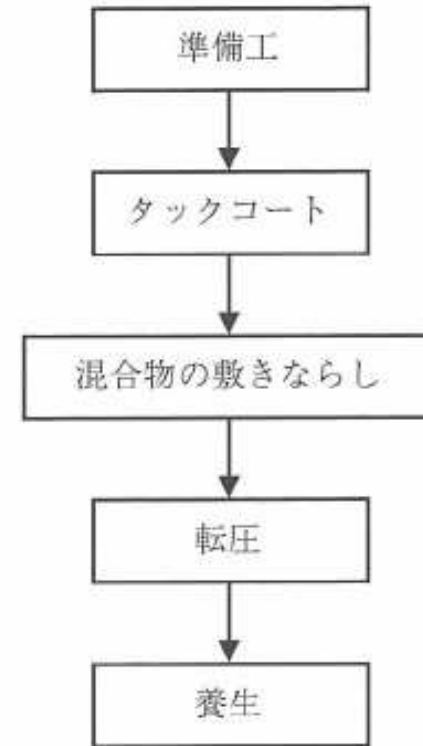 準備工
タックコート
混合物の敷きならし
転圧
養生